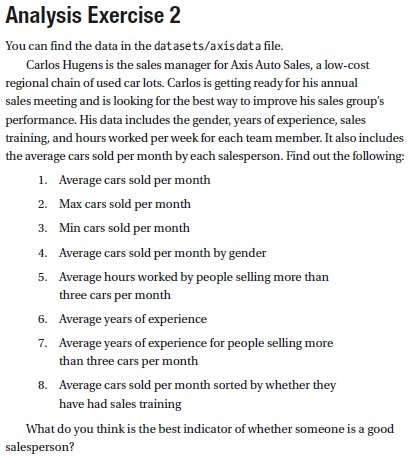 Analysis Exercise 2
You can find the data in the datasets/axisdata file.
Carlos Hugens is the sales manager for Axis Auto Sales, a low-cost
regional chain of used car lots. Carlos is getting ready for his annual
sales meeting and is looking for the best way to improve his sales group's
performance. His data includes the gender, years of experience, sales
training, and hours worked per week for each team member. It also includes
the average cars sold per month by each salesperson. Find out the following:
1. Average cars sold per month
2. Max cars sold per month
3. Min cars sold per month
4. Average cars sold per month by gender
5. Average hours worked by people selling more than
three cars per month
6. Average years of experience
7. Average years of experience for people selling more
than three cars per month
8. Average cars sold per month sorted by whether they
have had sales training
What do you think is the best indicator of whether someone is a good
salesperson?